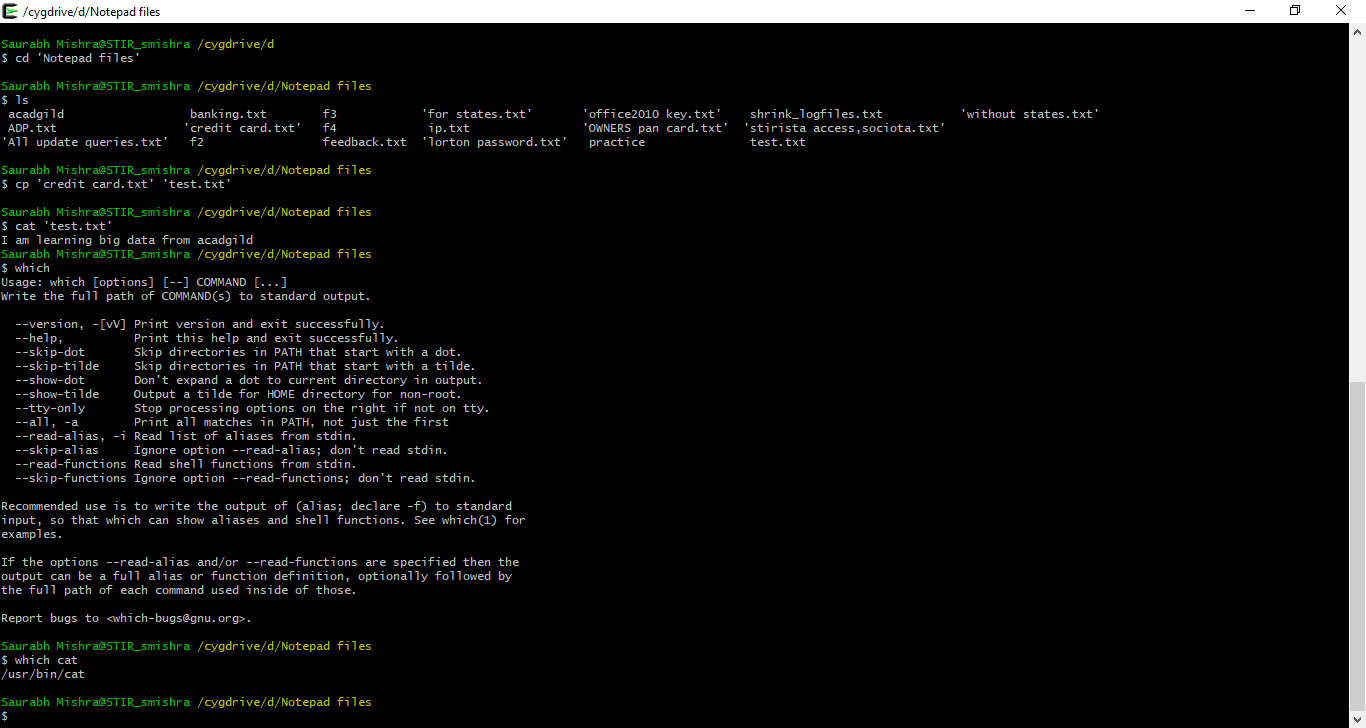 /cygdrive/d/Notepad files
Saurabh Mishra@STIR_smishra /cygdrive/d
$ cd 'Notepad files'
Saurabh Mishra@STIR_smishra /cygdrive/d/Notepad files
$ ls
acadgild banking.txt f3 'for states.txt' 'office2010 key.txt' shrink_logfiles.txt 'without states.txt'
ADP.txt 'credit card.txt' f4 ip.txt 'OWNERS pan card.txt' 'stirista access,sociota.txt'
'All update queries.txt' f2 feedback.txt 'lorton password.txt' practice test.txt
Saurabh Mishra@STIR_smishra /cygdrive/d/Notepad files
$ cp 'credit card.txt' 'test.txt'
Saurabh Mishra@STIR_smishra /cygdrive/d/Notepad files
$ cat 'test.txt'
I am learning big data from acadgild
Saurabh Mishra@STIR_smishra /cygdrive/d/Notepad files
$ which
Usage: which [options] [--] COMMAND [...]
Write the full path of COMMAND(s) to standard output.
--version, -[vV] Print version and exit successfully.
--help, Print this help and exit successfully.
--skip-dot Skip directories in PATH that start with a dot.
--skip-tilde Skip directories in PATH that start with a tilde.
--show-dot Don't expand a dot to current directory in output.
--show-tilde Output a tilde for HOME directory for non-root.
--tty-only Stop processing options on the right if not on tty.
--all, -a Print all matches in PATH, not just the first
--read-alias, -i Read list of aliases from stdin.
--skip-alias Ignore option --read-alias; don't read stdin.
--read-functions Read shell functions from stdin.
--skip-functions Ignore option --read-functions; don't read stdin.
Recommended use is to write the output of (alias; declare -f) to standard
input, so that which can show aliases and shell functions. See which(1) for
examples.
If the options --read-alias and/or --read-functions are specified then the
output can be a full alias or function definition, optionally followed by
the full path of each command used inside of those.
Report bugs to <which-bugs@gnu.org>.
Saurabh Mishra@STIR_smishra /cygdrive/d/Notepad files
$ which cat
/usr/bin/cat
Saurabh Mishra@STIR_smishra /cygdrive/d/Notepad files
$